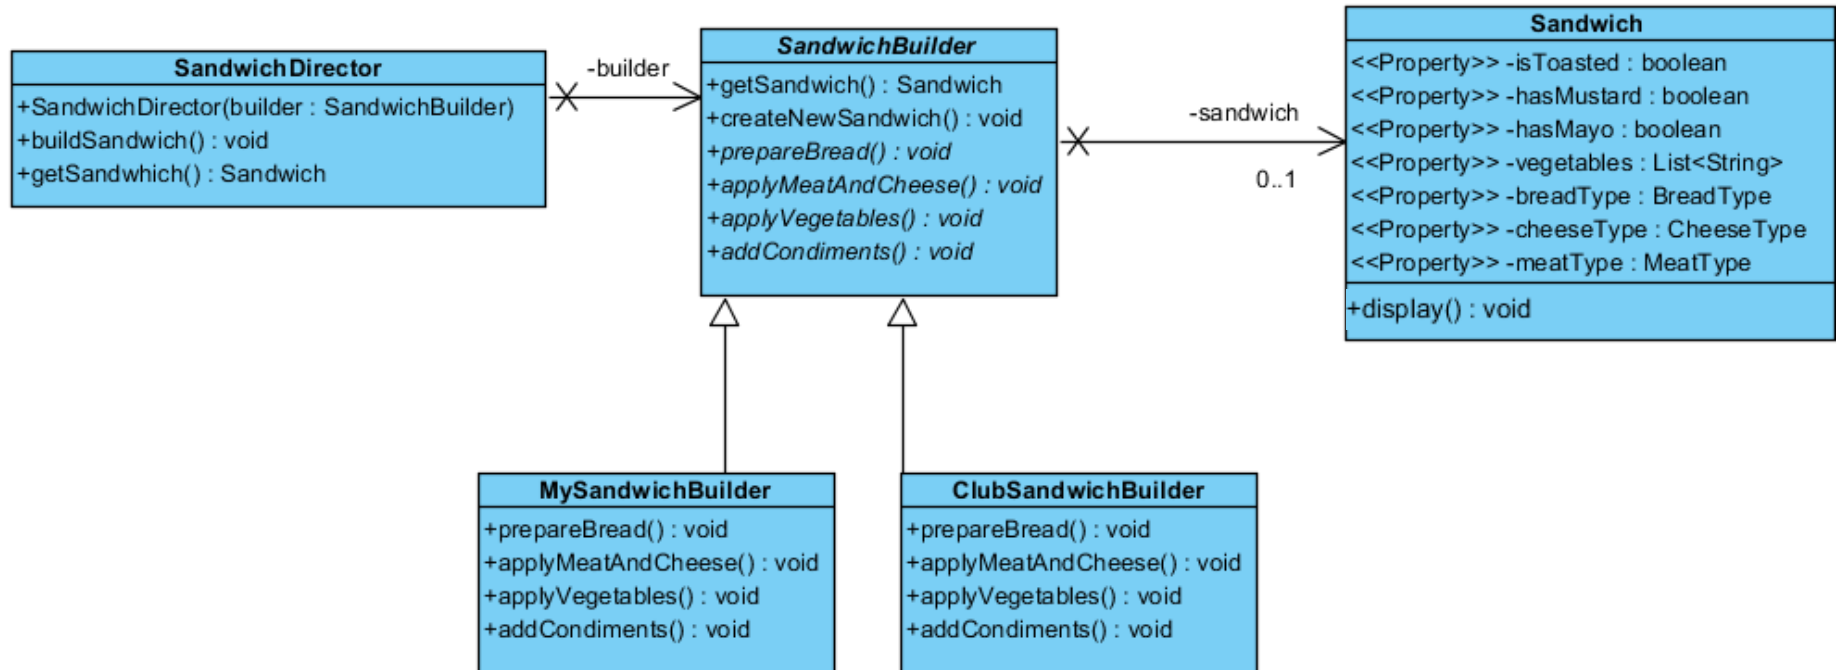 SandwichDirector
+SandwichDirector(builder : SandwichBuilder)
+buildSandwich() : void
+getSandwhich() : Sandwich
-builder
SandwichBuilder
+getSandwich() : Sandwich
+createNewSandwich() : void
+prepareBread() : void
+applyMeatAndCheese() : void
+applyVegetables() : void
+addCondiments() : void
-sandwich
0..1
Sandwich
<<Property>> -isToasted : boolean
<<Property>> -hasMustard : boolean
<<Property>> -hasMayo : boolean
<<Property>> -vegetables : List<String>
<<Property>> -breadType : BreadType
<<Property>> -cheeseType : CheeseType
<<Property>> -meatType : MeatType
+display() : void
MySandwichBuilder
+prepareBread() : void
+applyMeatAndCheese() : void
+applyVegetables() : void
+addCondiments() : void
ClubSandwichBuilder
+prepareBread() : void
+applyMeatAndCheese() : void
+applyVegetables() : void
+addCondiments() : void